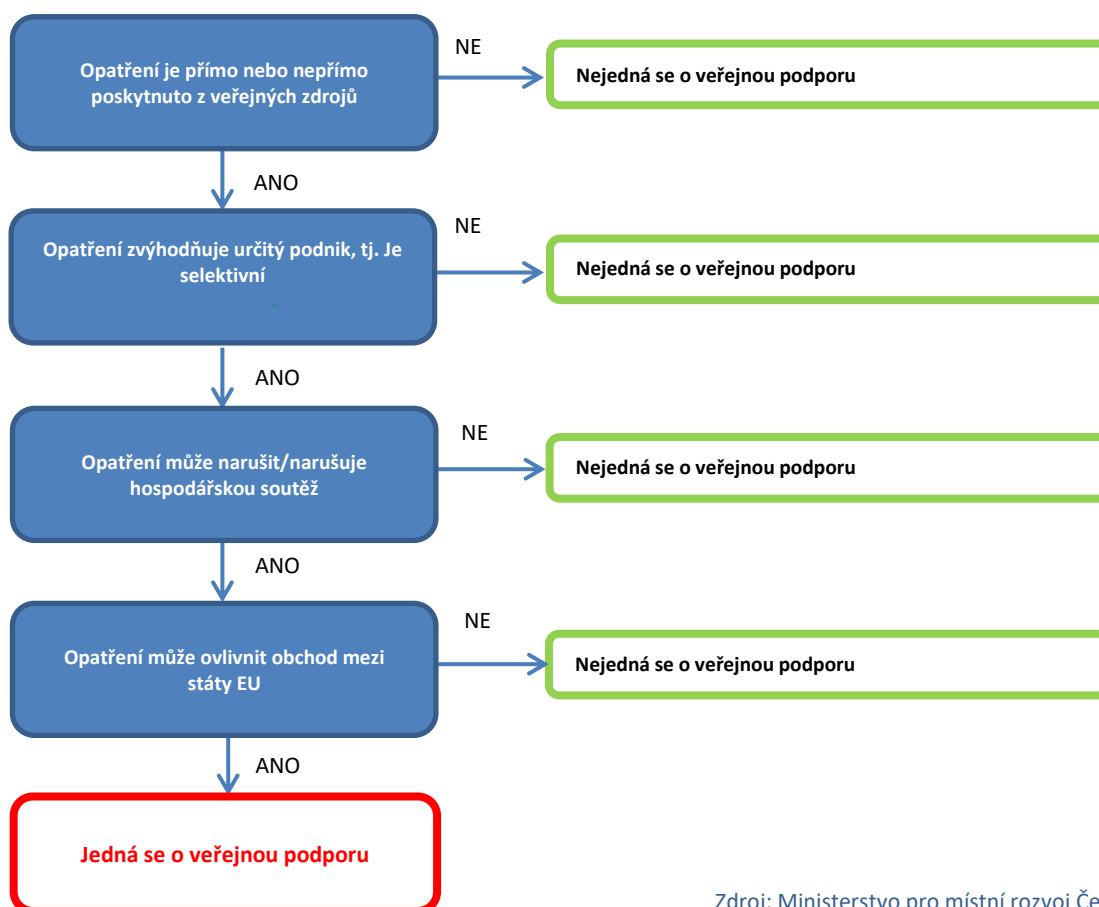 Opatření je přímo nebo nepřímo
poskytnuto z veřejných zdrojů
NE
Nejedná se o veřejnou podporu
ANO
Opatření zvýhodňuje určitý podnik, tj. Je
selektivní
NE
Nejedná se o veřejnou podporu
ANO
Opatření může narušit/narušuje
hospodářskou soutěž
NE
Nejedná se o veřejnou podporu
ANO
Opatření může ovlivnit obchod mezi
státy EU
NE
Nejedná se o veřejnou podporu
ANO
Jedná se o veřejnou podporu
Zdroj: Ministerstvo pro místní rozvoj